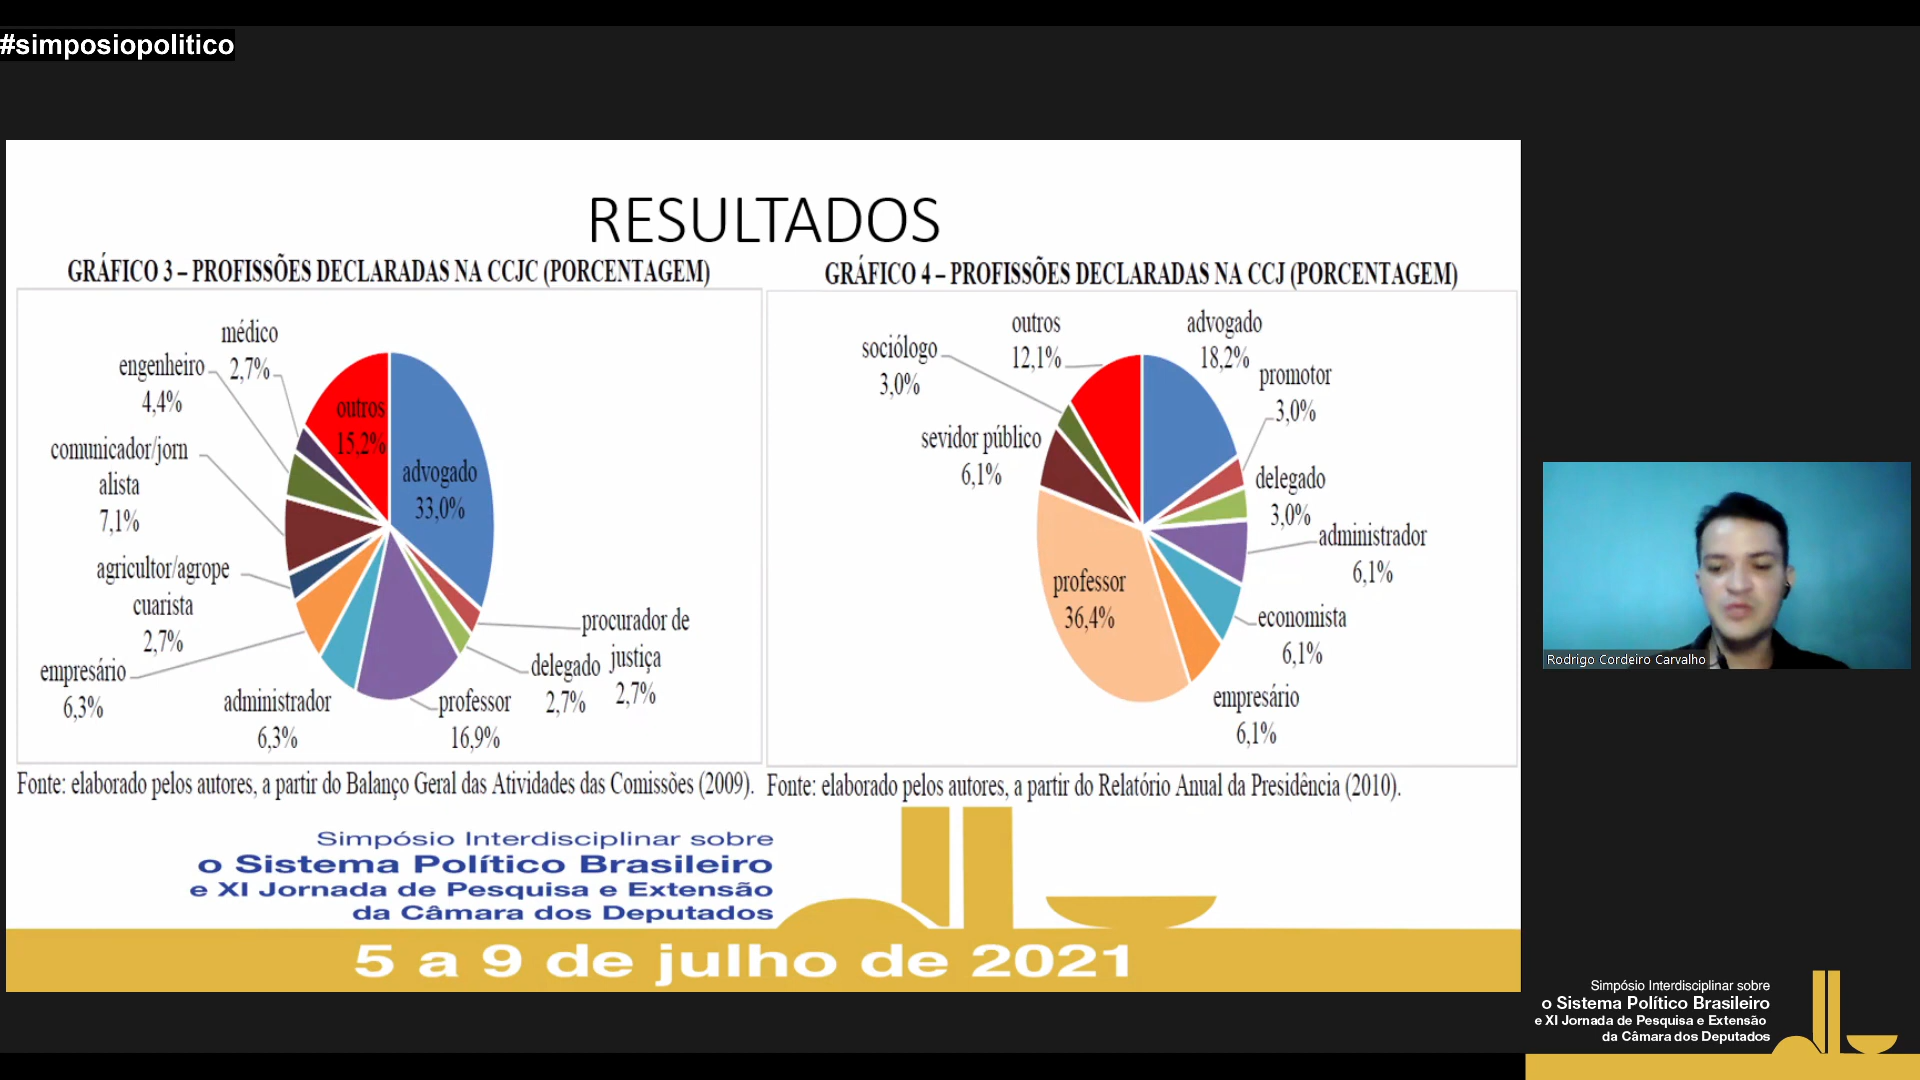 #simposiopolitico
RESULTADOS
GRÁFICO 3 – PROFISSÕES DECLARADAS NA CCJC (PORCENTAGEM)
médico
2,7%
engenheiro
4,4%
comunicador/jorn
alista
7,1%
agricultor/agrope
cuarista
2,7%
empresário
6,3%
administrador
6,3%
professor
16,9%
delegado
2,7%
procurador de
justiça
2,7%
advogado
33,0%
outros
15,2%
Fonte: elaborado pelos autores, a partir do Balanço Geral das Atividades das Comissões (2009).
GRÁFICO 4 – PROFISSÕES DECLARADAS NA CCJ (PORCENTAGEM)
outros
12,1%
advogado
18,2%
promotor
3,0%
delegado
3,0%
administrador
6,1%
economista
6,1%
empresário
6,1%
professor
36,4%
sevidor público
6,1%
sociólogo
3,0%
Fonte: elaborado pelos autores, a partir do Relatório Anual da Presidência (2010).
Simpósio Interdisciplinar sobre
o Sistema Político Brasileiro
e XI Jornada de Pesquisa e Extensão
da Câmara dos Deputados
5 a 9 de julho de 2021
Rodrigo Cordeiro Carvalho
Simpósio Interdisciplinar sobre
o Sistema Político Brasileiro
e XI Jornada de Pesquisa e Extensão
da Câmara dos Deputados